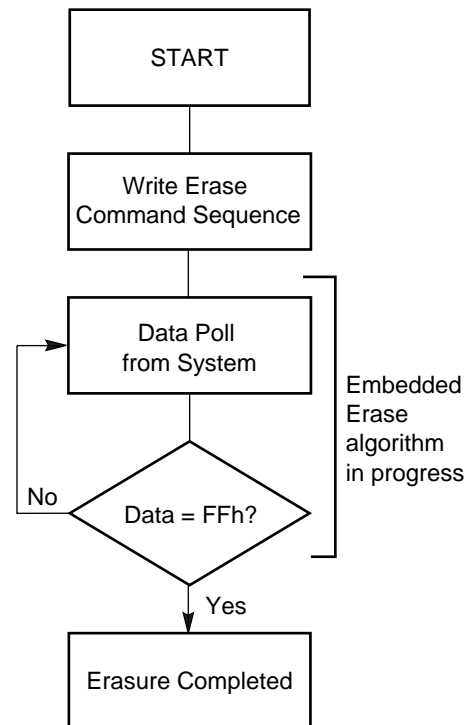 START
Write Erase
Command Sequence
Data Poll
from System
Embedded
Erase
algorithm
in progress
No
Data = FFh?
Yes
Erasure Completed